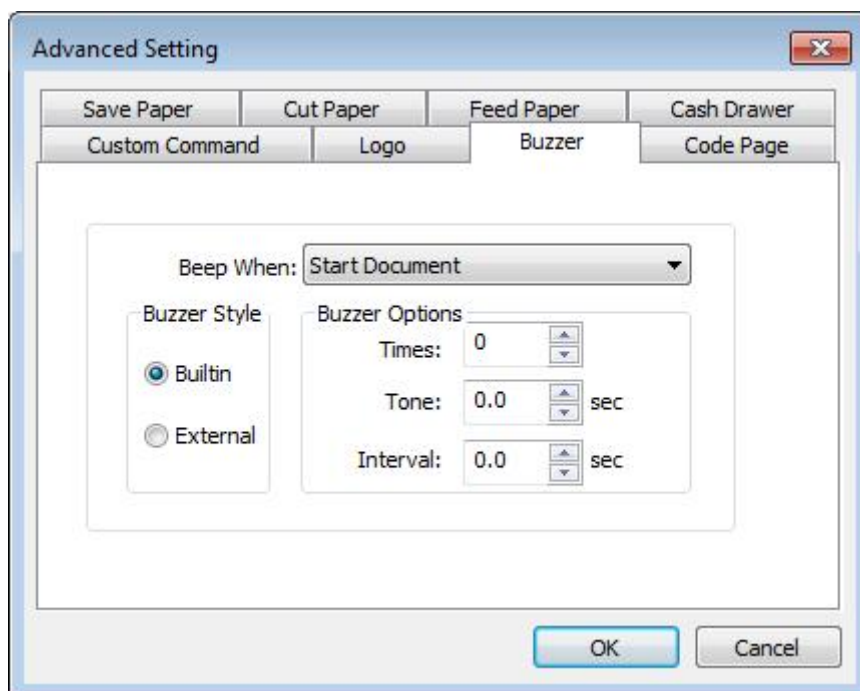 Advanced Setting
Save Paper Cut Paper Feed Paper Cash Drawer
Custom Command Logo Buzzer Code Page
Beep When: Start Document
Buzzer Style
Builtin
External
Buzzer Options
Times: 0
Tone: 0.0 sec
Interval: 0.0 sec
OK Cancel